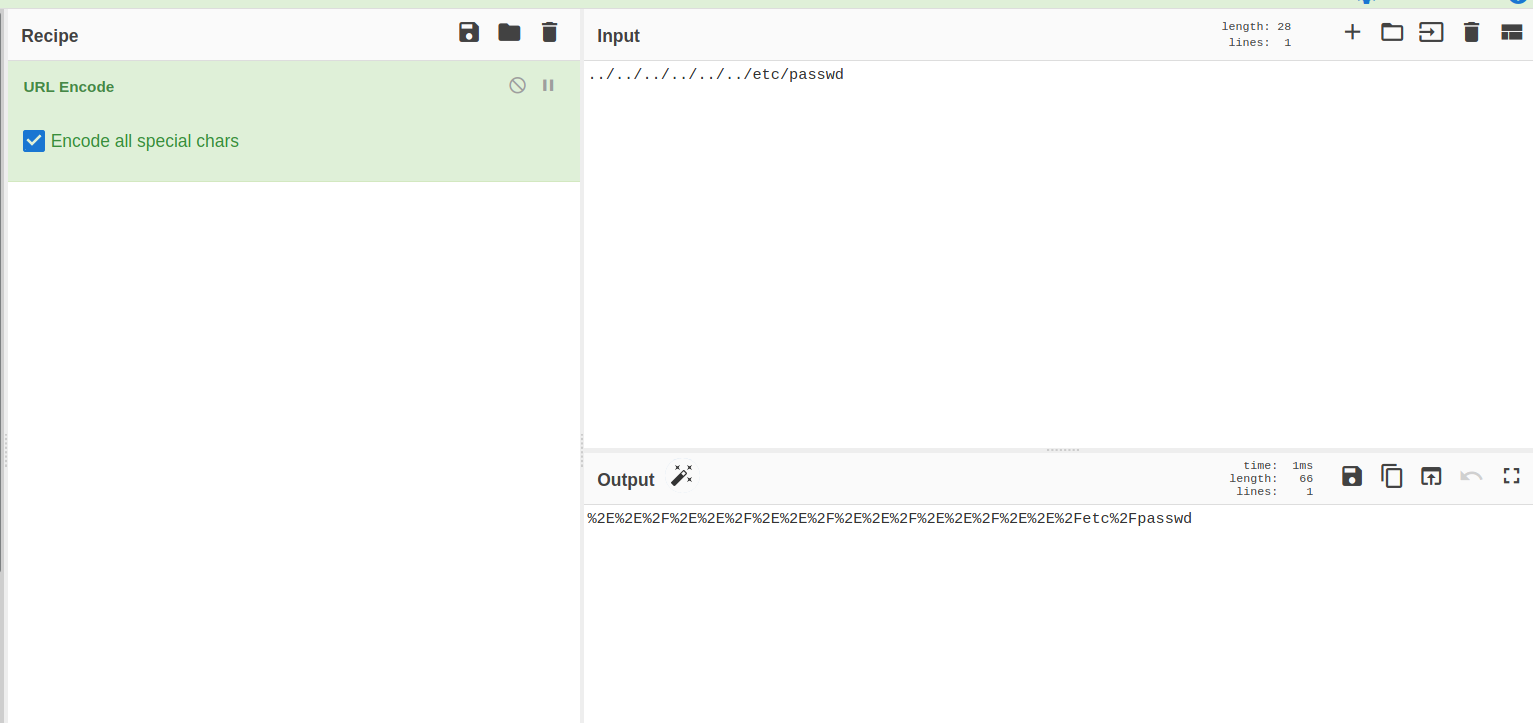 Recipe
URL Encode
Encode all special chars
Input
length: 28
lines: 1
../../../../../../etc/passwd
Output
time: 1ms
length: 66
lines: 1
%2E%2E%2F%2E%2E%2F%2E%2E%2F%2E%2E%2F%2E%2E%2F%2E%2E%2Fetc%2Fpasswd